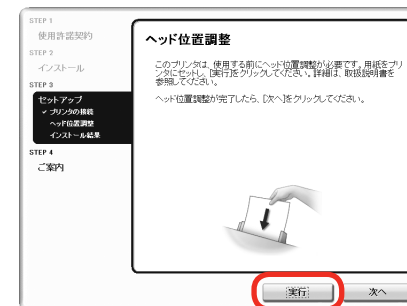 STEP 1
使用許諾契約
STEP 2
インストール
STEP 3
セットアップ
✓ プリンタの接続
ヘッド位置調整
インストール結果
STEP 4
ご案内
ヘッド位置調整
このプリンタは、使用する前にヘッド位置調整が必要です。用紙をプリ
ンタにセットし、[実行]をクリックしてください。詳細は、取扱説明書を
参照してください。
ヘッド位置調整が完了したら、[次へ]をクリックしてください。
実行
次へ